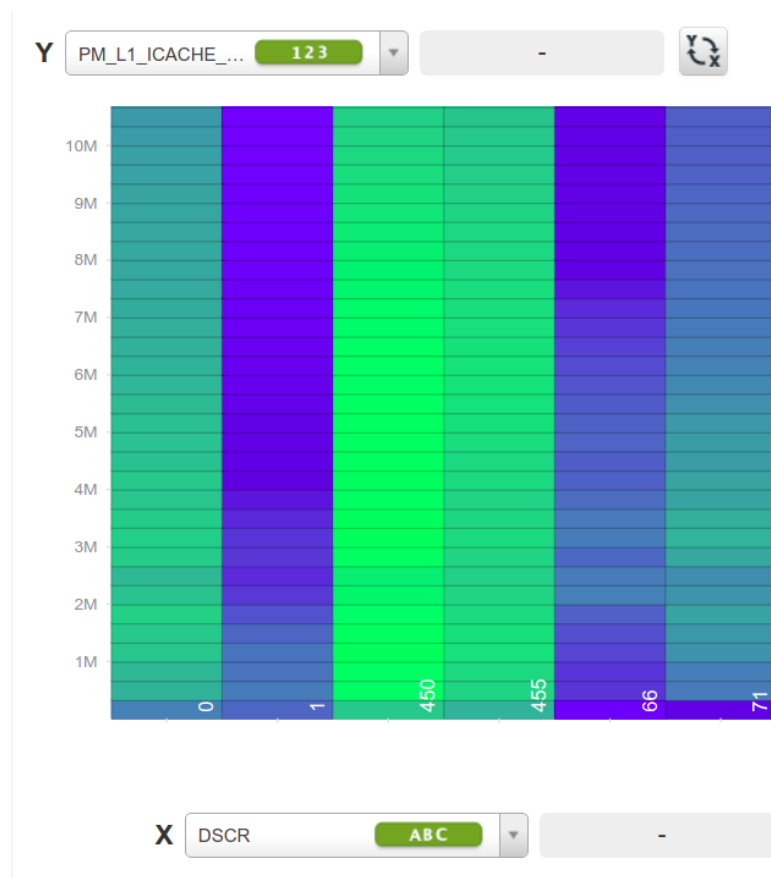 Y PM_L1_ICACHE_... 123 - Y X
10M
9M
8M
7M
6M
5M
4M
3M
2M
1M
0 1 450 455 66 71
X DSCR ABC -